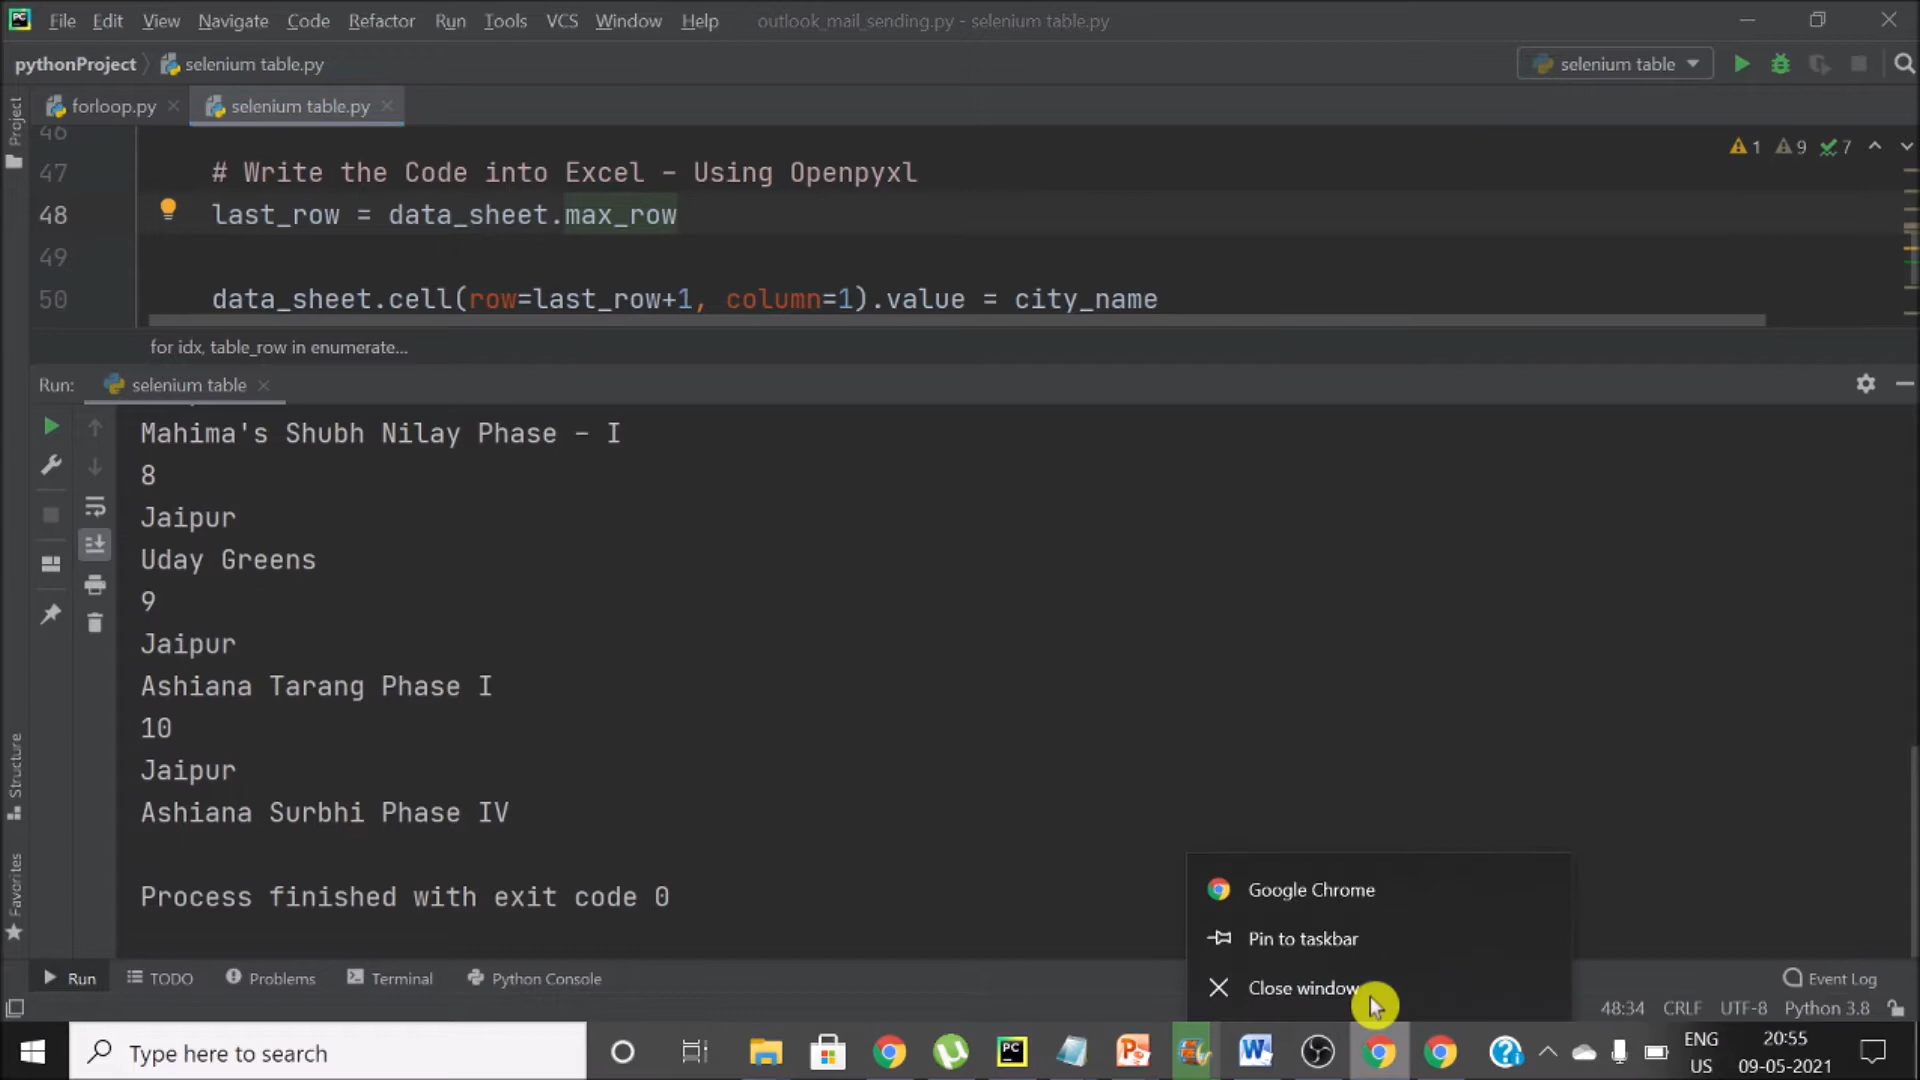 File Edit View Navigate Code Refactor Run Tools VCS Window Help outlook_mail_sending.py - selenium table.py
pythonProject selenium table.py selenium table
forloop.py selenium table.py
Project
46
47 # Write the Code into Excel - Using Openpyxl
1 9 7
48 last_row = data_sheet.max_row
49
50 data_sheet.cell(row=last_row+1, column=1).value = city_name
for idx, table_row in enumerate...
Run: selenium table
Mahima's Shubh Nilay Phase - I
8
Jaipur
Uday Greens
9
Jaipur
Ashiana Tarang Phase I
10
Jaipur
Ashiana Surbhi Phase IV
Process finished with exit code 0
Structure
Favorites
Google Chrome
Pin to taskbar
Close window
Run TODO Problems Terminal Python Console Event Log
48:34 CRLF UTF-8 Python 3.8
Type here to search
ENG
US
20:55
09-05-2021